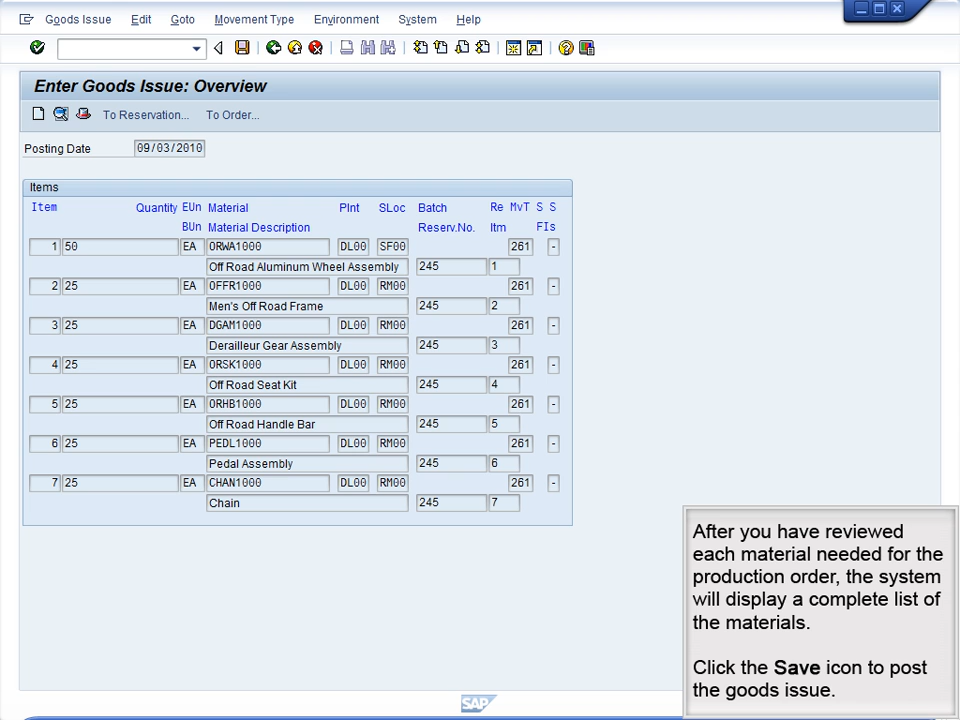 Goods Issue Edit Goto Movement Type Environment System Help
Enter Goods Issue: Overview
To Reservation... To Order...
Posting Date 09/03/2010
Items
Item Quantity EUn Material Plnt SLoc Batch Re MvT S S
BUn Material Description Reserv.No. Itm FIs
1 50 EA ORWA1000 DL00 SF00 261 -
Off Road Aluminum Wheel Assembly 245 1
2 25 EA OFFR1000 DL00 RM00 261 -
Men's Off Road Frame 245 2
3 25 EA DGAM1000 DL00 RM00 261 -
Derailleur Gear Assembly 245 3
4 25 EA ORSK1000 DL00 RM00 261 -
Off Road Seat Kit 245 4
5 25 EA ORHB1000 DL00 RM00 261 -
Off Road Handle Bar 245 5
6 25 EA PEDL1000 DL00 RM00 261 -
Pedal Assembly 245 6
7 25 EA CHAN1000 DL00 RM00 261 -
Chain 245 7
After you have reviewed
each material needed for the
production order, the system
will display a complete list of
the materials.
Click the Save icon to post
the goods issue.
SAP